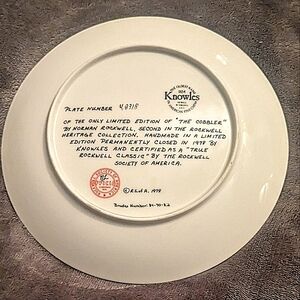 Knowles
PLATE NUMBER
OF THE ONLY LIMITED EDITION OF "THE COBBLER"
BY NORMAN ROCKWELL, SECOND IN THE ROCKWELL
HERITAGE COLLECTION. HANDMADE IN A LIMITED
EDITION PERMANENTLY CLOSED IN 1978 BY
KNOWLES AND CERTIFIED AS A "TRUE
ROCKWELL CLASSIC" BY THE ROCKWELL
SOCIETY OF AMERICA.
1978
Bradex Number: